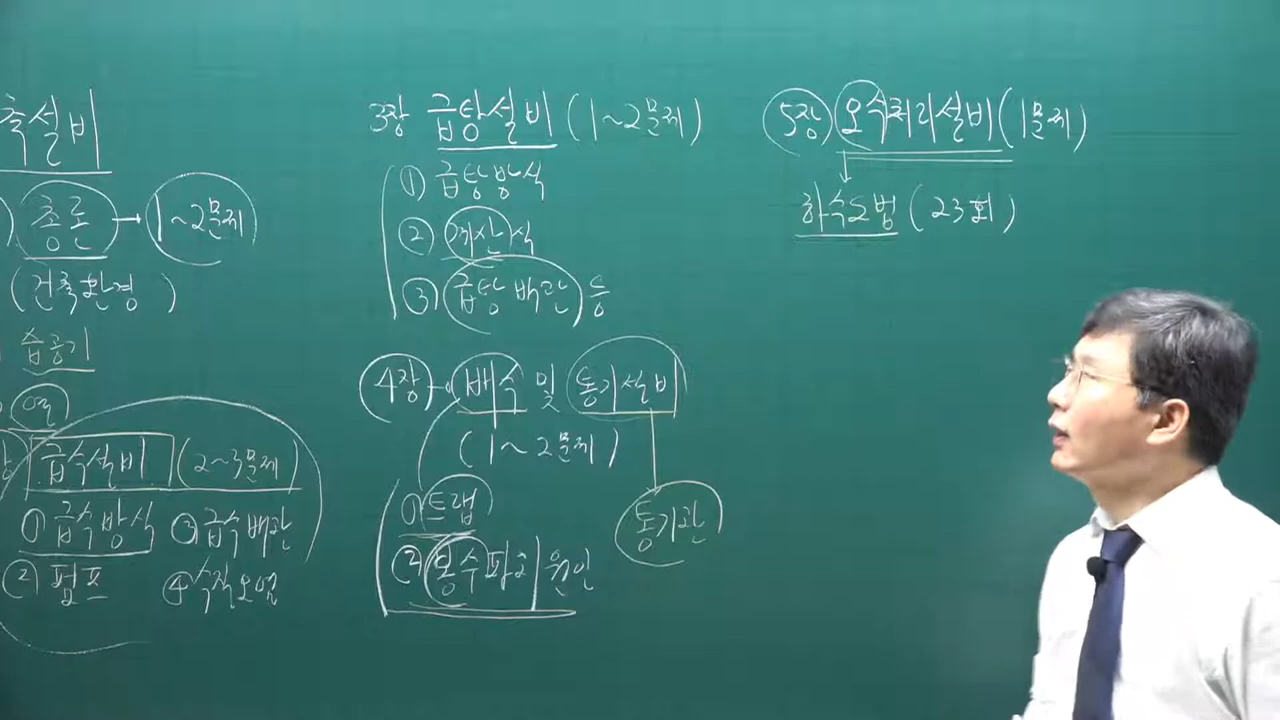 축설비
총론 → 1~2문제
(건축환경)
습공기
열
급수설비 (2~3문제)
① 급수방식 ③ 급수배관
② 펌프 ④ 수질오염
3장 급탕설비 (1~2문제)
① 급탕방식
② 계산식
③ 급탕배관 등
4장 → 배수 및 통기설비
(1~2문제)
① 트랩
통기관
② 봉수파괴원인
5장 오수처리설비 (1문제)
하수도법 (23회)